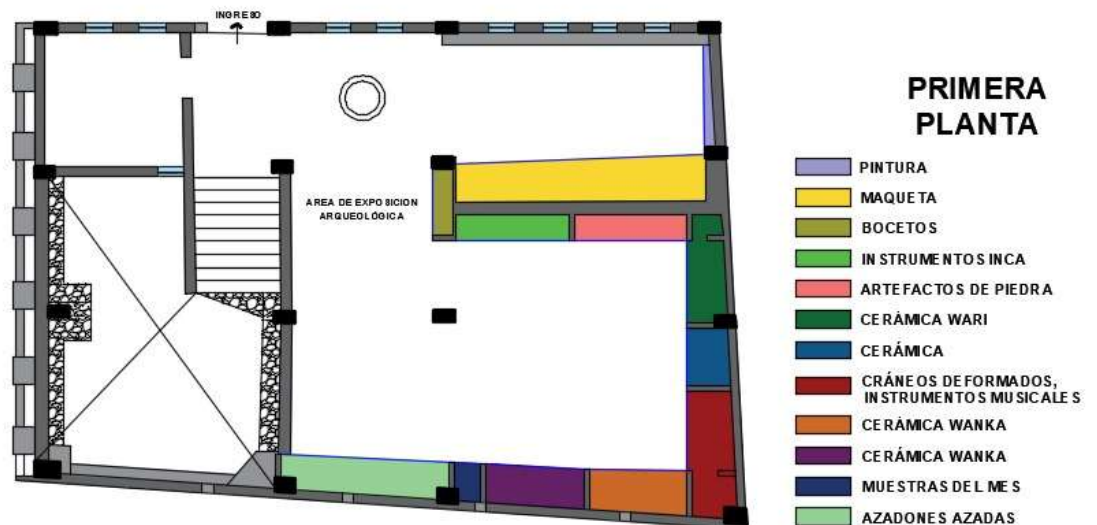 INGRESO
AREA DE EXPOSICION
ARQUEOLÓGICA
PRIMERA
PLANTA
PINTURA
MAQUETA
BOCETOS
INSTRUMENTOS INCA
ARTEFACTOS DE PIEDRA
CERÁMICA WARI
CERÁMICA
CRÁNEOS DEFORMADOS,
INSTRUMENTOS MUSICALES
CERÁMICA WANKA
CERÁMICA WANKA
MUESTRAS DEL MES
AZADONES AZADAS